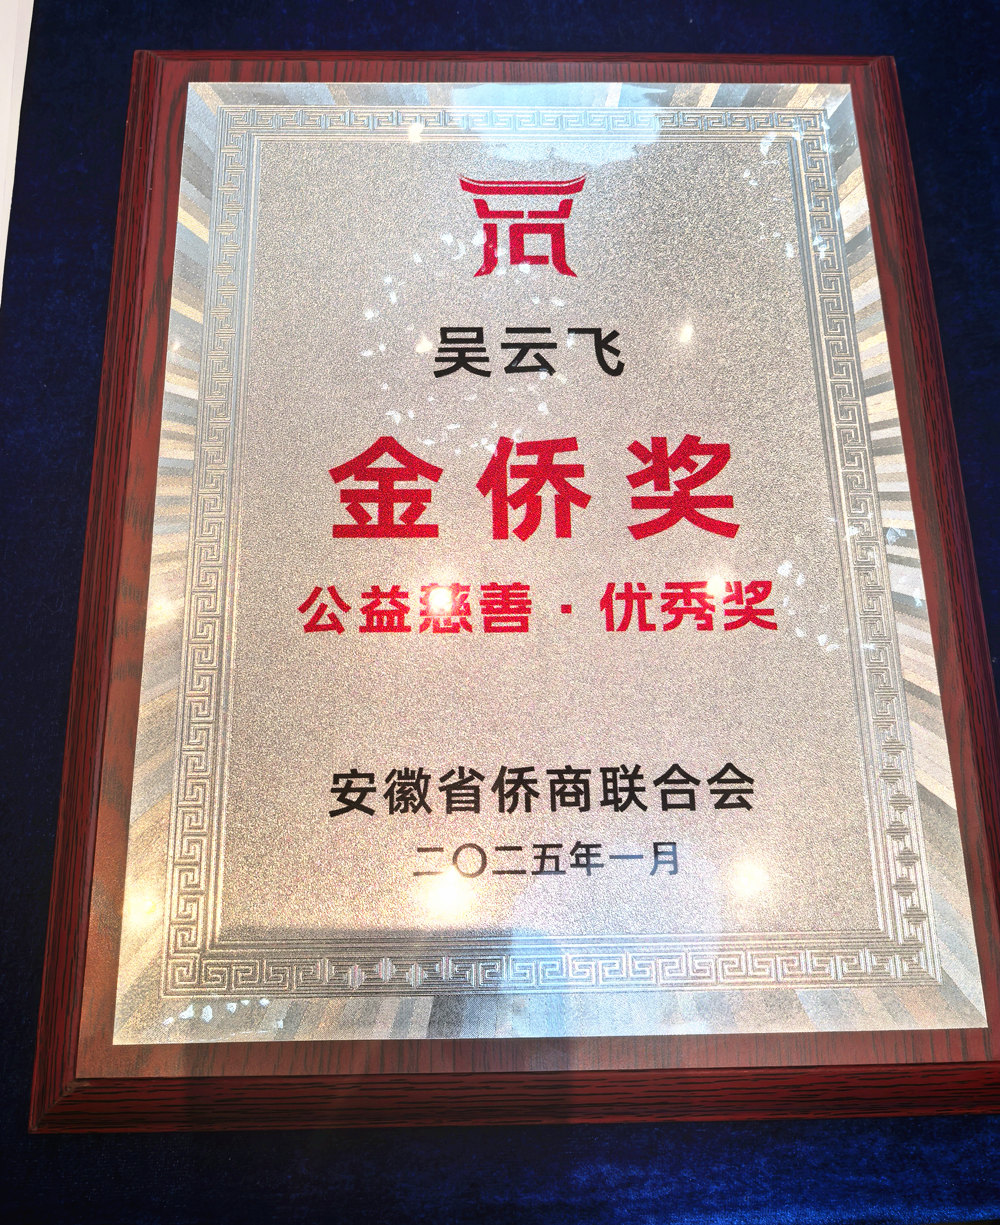 吴云飞
金侨奖
公益慈善·优秀奖
安徽省侨商联合会
二〇二五年一月